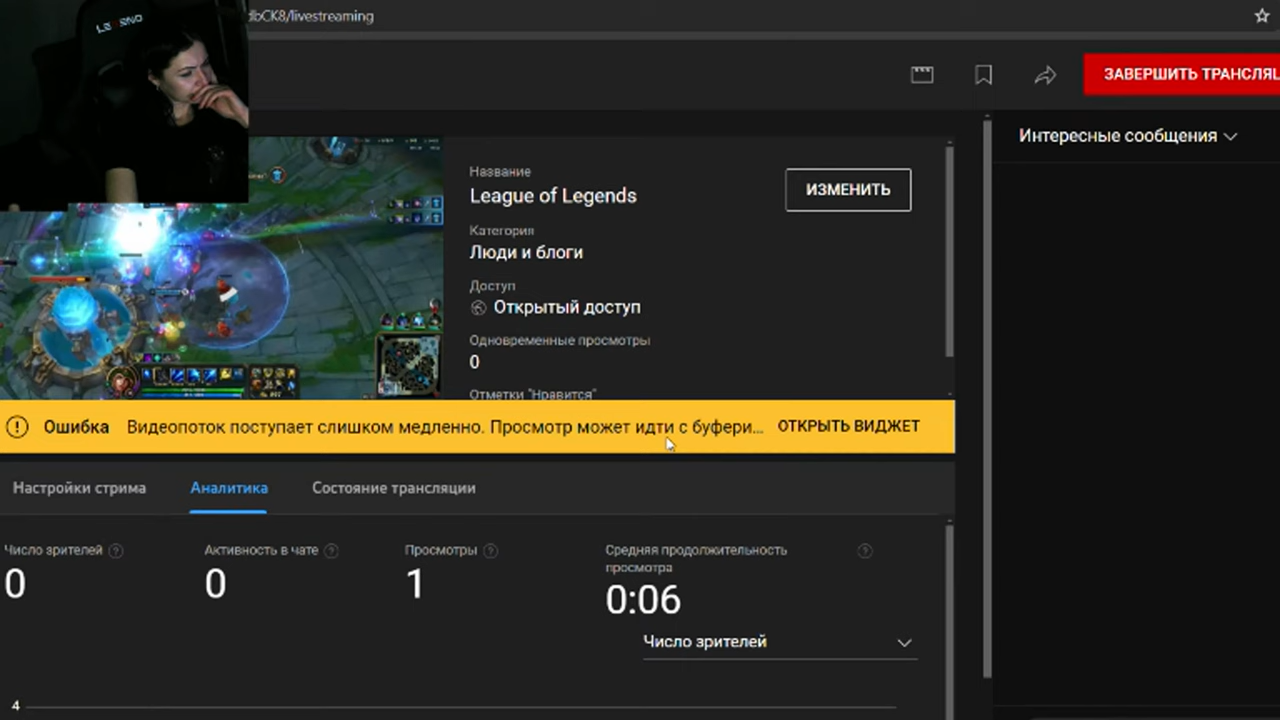 dbCK8/livestreaming
ЗАВЕРШИТЬ ТРАНСЛЯЦ
Интересные сообщения
Название
League of Legends
ИЗМЕНИТЬ
Категория
Люди и блоги
Доступ
Открытый доступ
Одновременные просмотры
0
Отметки "Нравится"
Ошибка Видеопоток поступает слишком медленно. Просмотр может идти с буфери... ОТКРЫТЬ ВИДЖЕТ
Настройки стрима Аналитика Состояние трансляции
Число зрителей Активность в чате Просмотры Средняя продолжительность
просмотра
0 0 1 0:06
Число зрителей
4